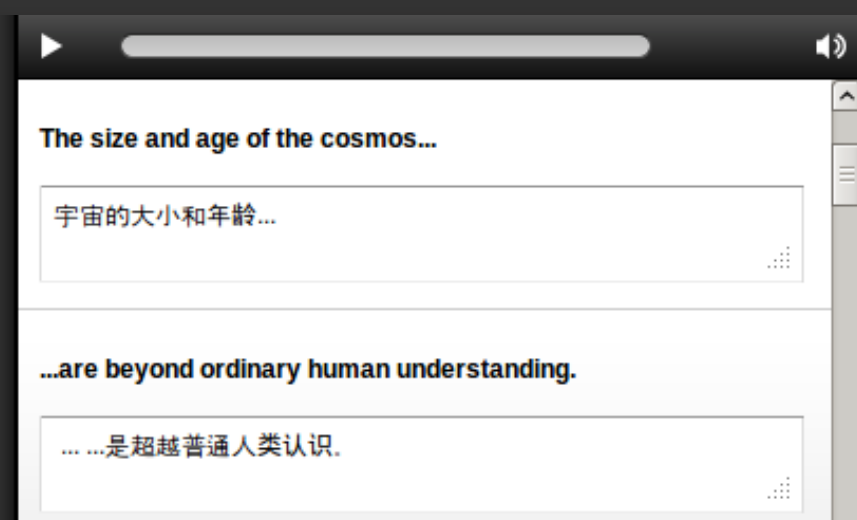 The size and age of the cosmos...
宇宙的大小和年龄...
...are beyond ordinary human understanding.
... ...是超越普通人类认识。